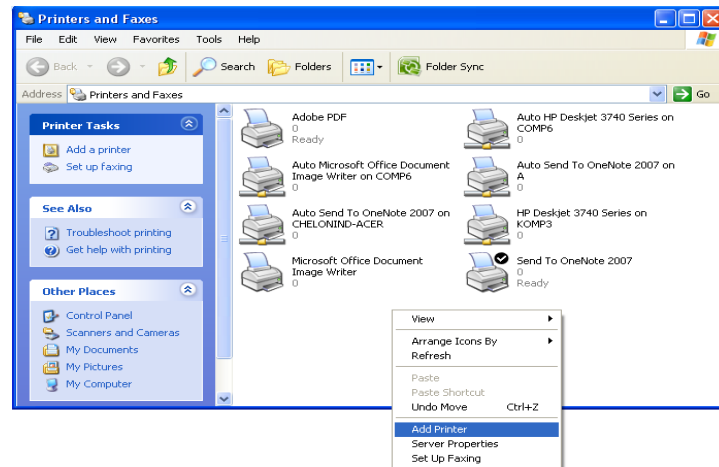 Printers and Faxes
File Edit View Favorites Tools Help
Back Search Folders Folder Sync
Address Printers and Faxes Go
Printer Tasks
Add a printer
Set up faxing
See Also
Troubleshoot printing
Get help with printing
Other Places
Control Panel
Scanners and Cameras
My Documents
My Pictures
My Computer
Adobe PDF
0
Ready
Auto HP Deskjet 3740 Series on
COMP6
0
Auto Microsoft Office Document
Image Writer on COMP6
0
Auto Send To OneNote 2007 on
A
0
Auto Send To OneNote 2007 on
CHELONIND-ACER
0
HP Deskjet 3740 Series on
KOMP3
0
Microsoft Office Document
Image Writer
0
Send To OneNote 2007
0
Ready
View
Arrange Icons By
Refresh
Paste
Paste Shortcut
Undo Move Ctrl+Z
Add Printer
Server Properties
Set Up Faxing